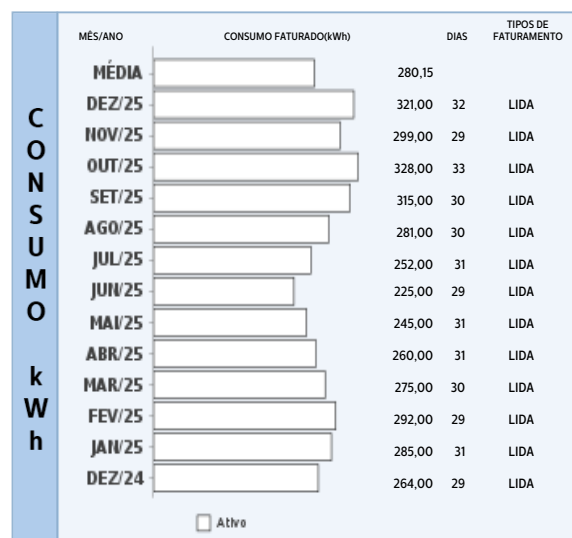 MÊS/ANO CONSUMO FATURADO(kWh) DIAS TIPOS DE FATURAMENTO
CONSUMO kWh
MÉDIA 280,15
DEZ/25 321,00 32 LIDA
NOV/25 299,00 29 LIDA
OUT/25 328,00 33 LIDA
SET/25 315,00 30 LIDA
AGO/25 281,00 30 LIDA
JUL/25 252,00 31 LIDA
JUN/25 225,00 29 LIDA
MAI/25 245,00 31 LIDA
ABR/25 260,00 31 LIDA
MAR/25 275,00 30 LIDA
FEV/25 292,00 29 LIDA
JAN/25 285,00 31 LIDA
DEZ/24 264,00 29 LIDA
Ativo